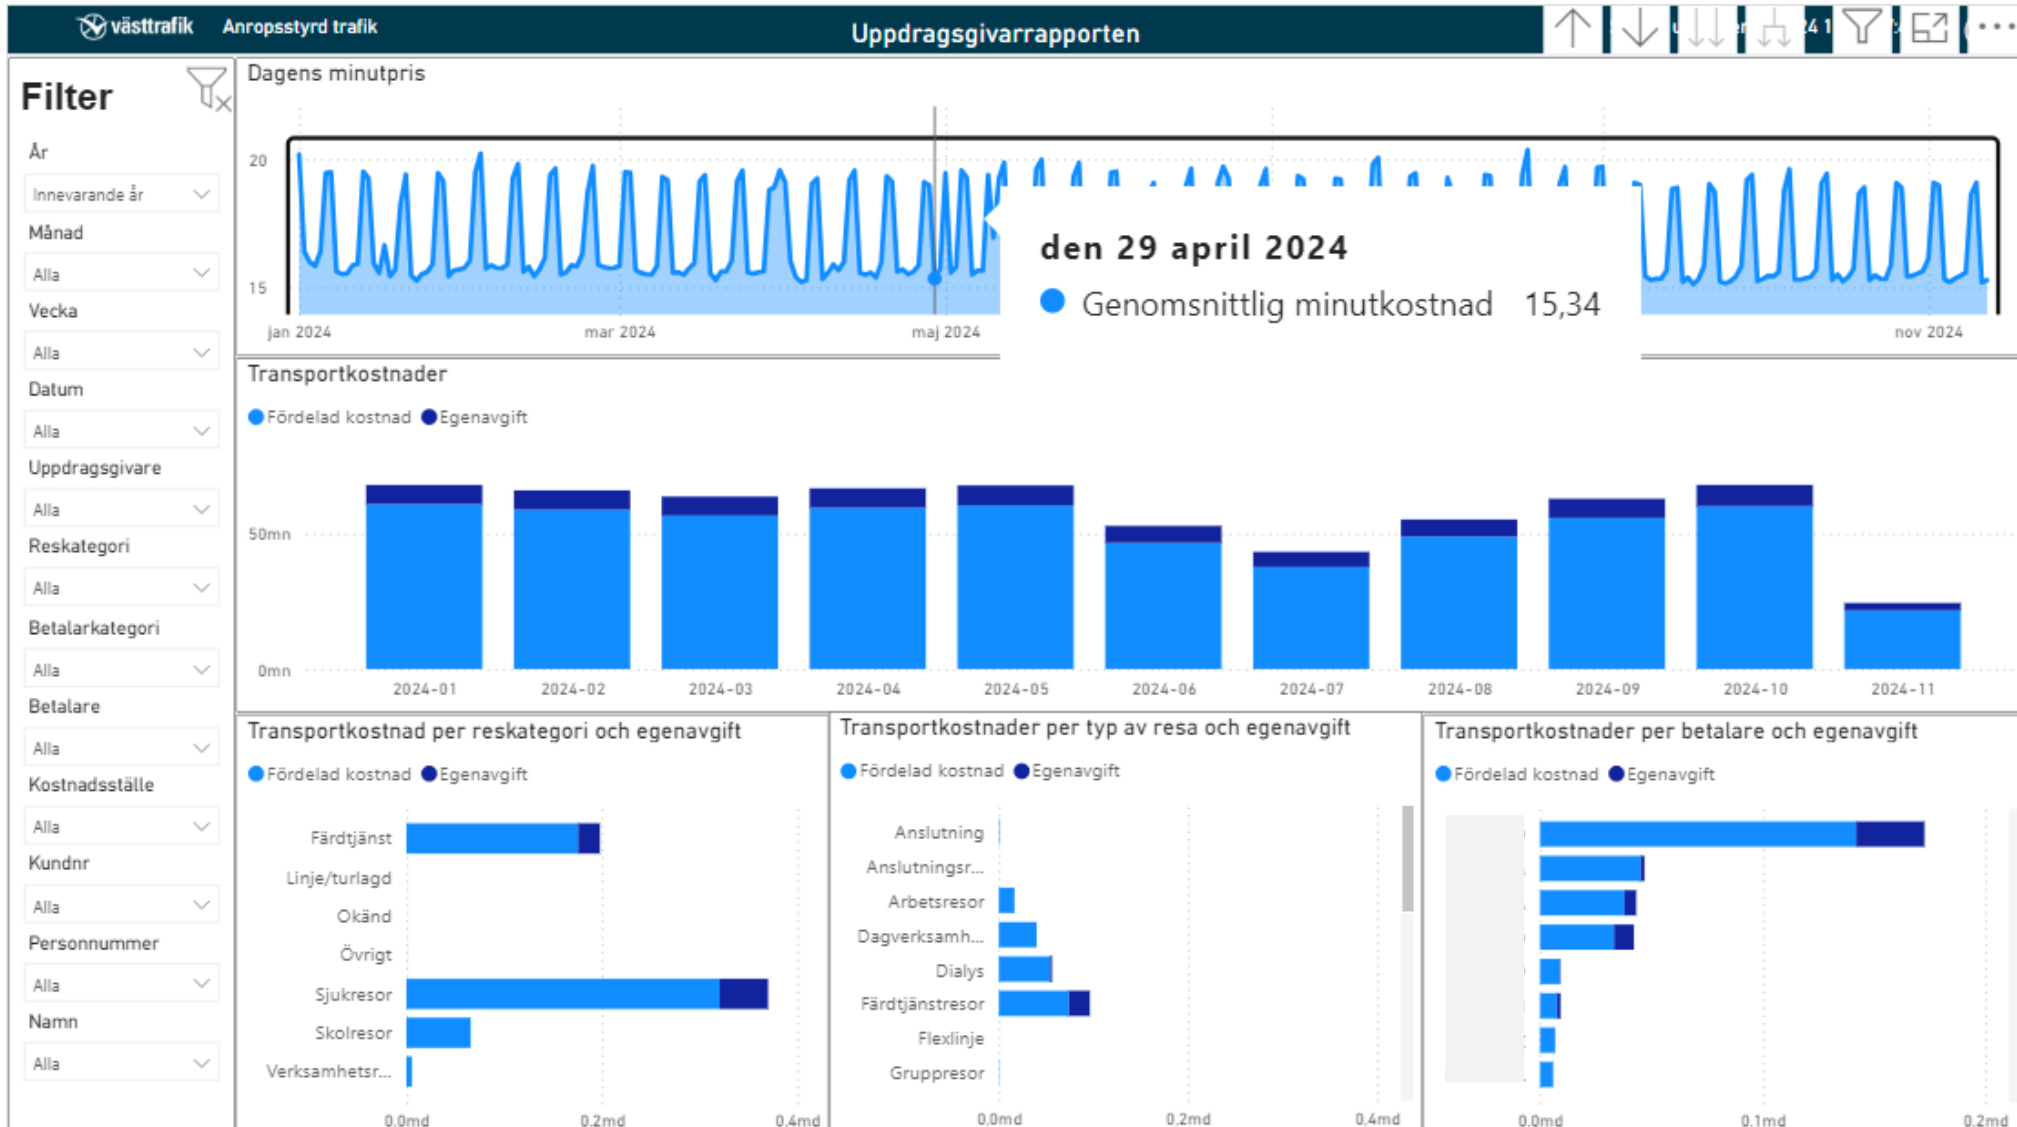 västtrafik Anropsstyrd trafik
Uppdragsgivarrapporten
Filter
År
Innevarande år
Månad
Alla
Vecka
Alla
Datum
Alla
Uppdragsgivare
Alla
Reskategori
Alla
Betalarkategori
Alla
Betalare
Alla
Kostnadsställe
Alla
Kundnr
Alla
Personnummer
Alla
Namn
Alla
Dagens minutpris
20
15
jan 2024 mar 2024 maj 2024 nov 2024
den 29 april 2024
Genomsnittlig minutkostnad 15,34
Transportkostnader
Fördelad kostnad Egenavgift
50mn
0mn
2024-01 2024-02 2024-03 2024-04 2024-05 2024-06 2024-07 2024-08 2024-09 2024-10 2024-11
Transportkostnad per reskategori och egenavgift
Fördelad kostnad Egenavgift
Färdtjänst
Linje/turlagd
Okänd
Övrigt
Sjukresor
Skolresor
Verksamhetsr...
0,0md 0,2md 0,4md
Transportkostnader per typ av resa och egenavgift
Fördelad kostnad Egenavgift
Anslutning
Anslutningsr...
Arbetsresor
Dagverksamh...
Dialys
Färdtjänstresor
Flexlinje
Gruppresor
0,0md 0,2md 0,4md
Transportkostnader per betalare och egenavgift
Fördelad kostnad Egenavgift
0,0md 0,1md 0,2md